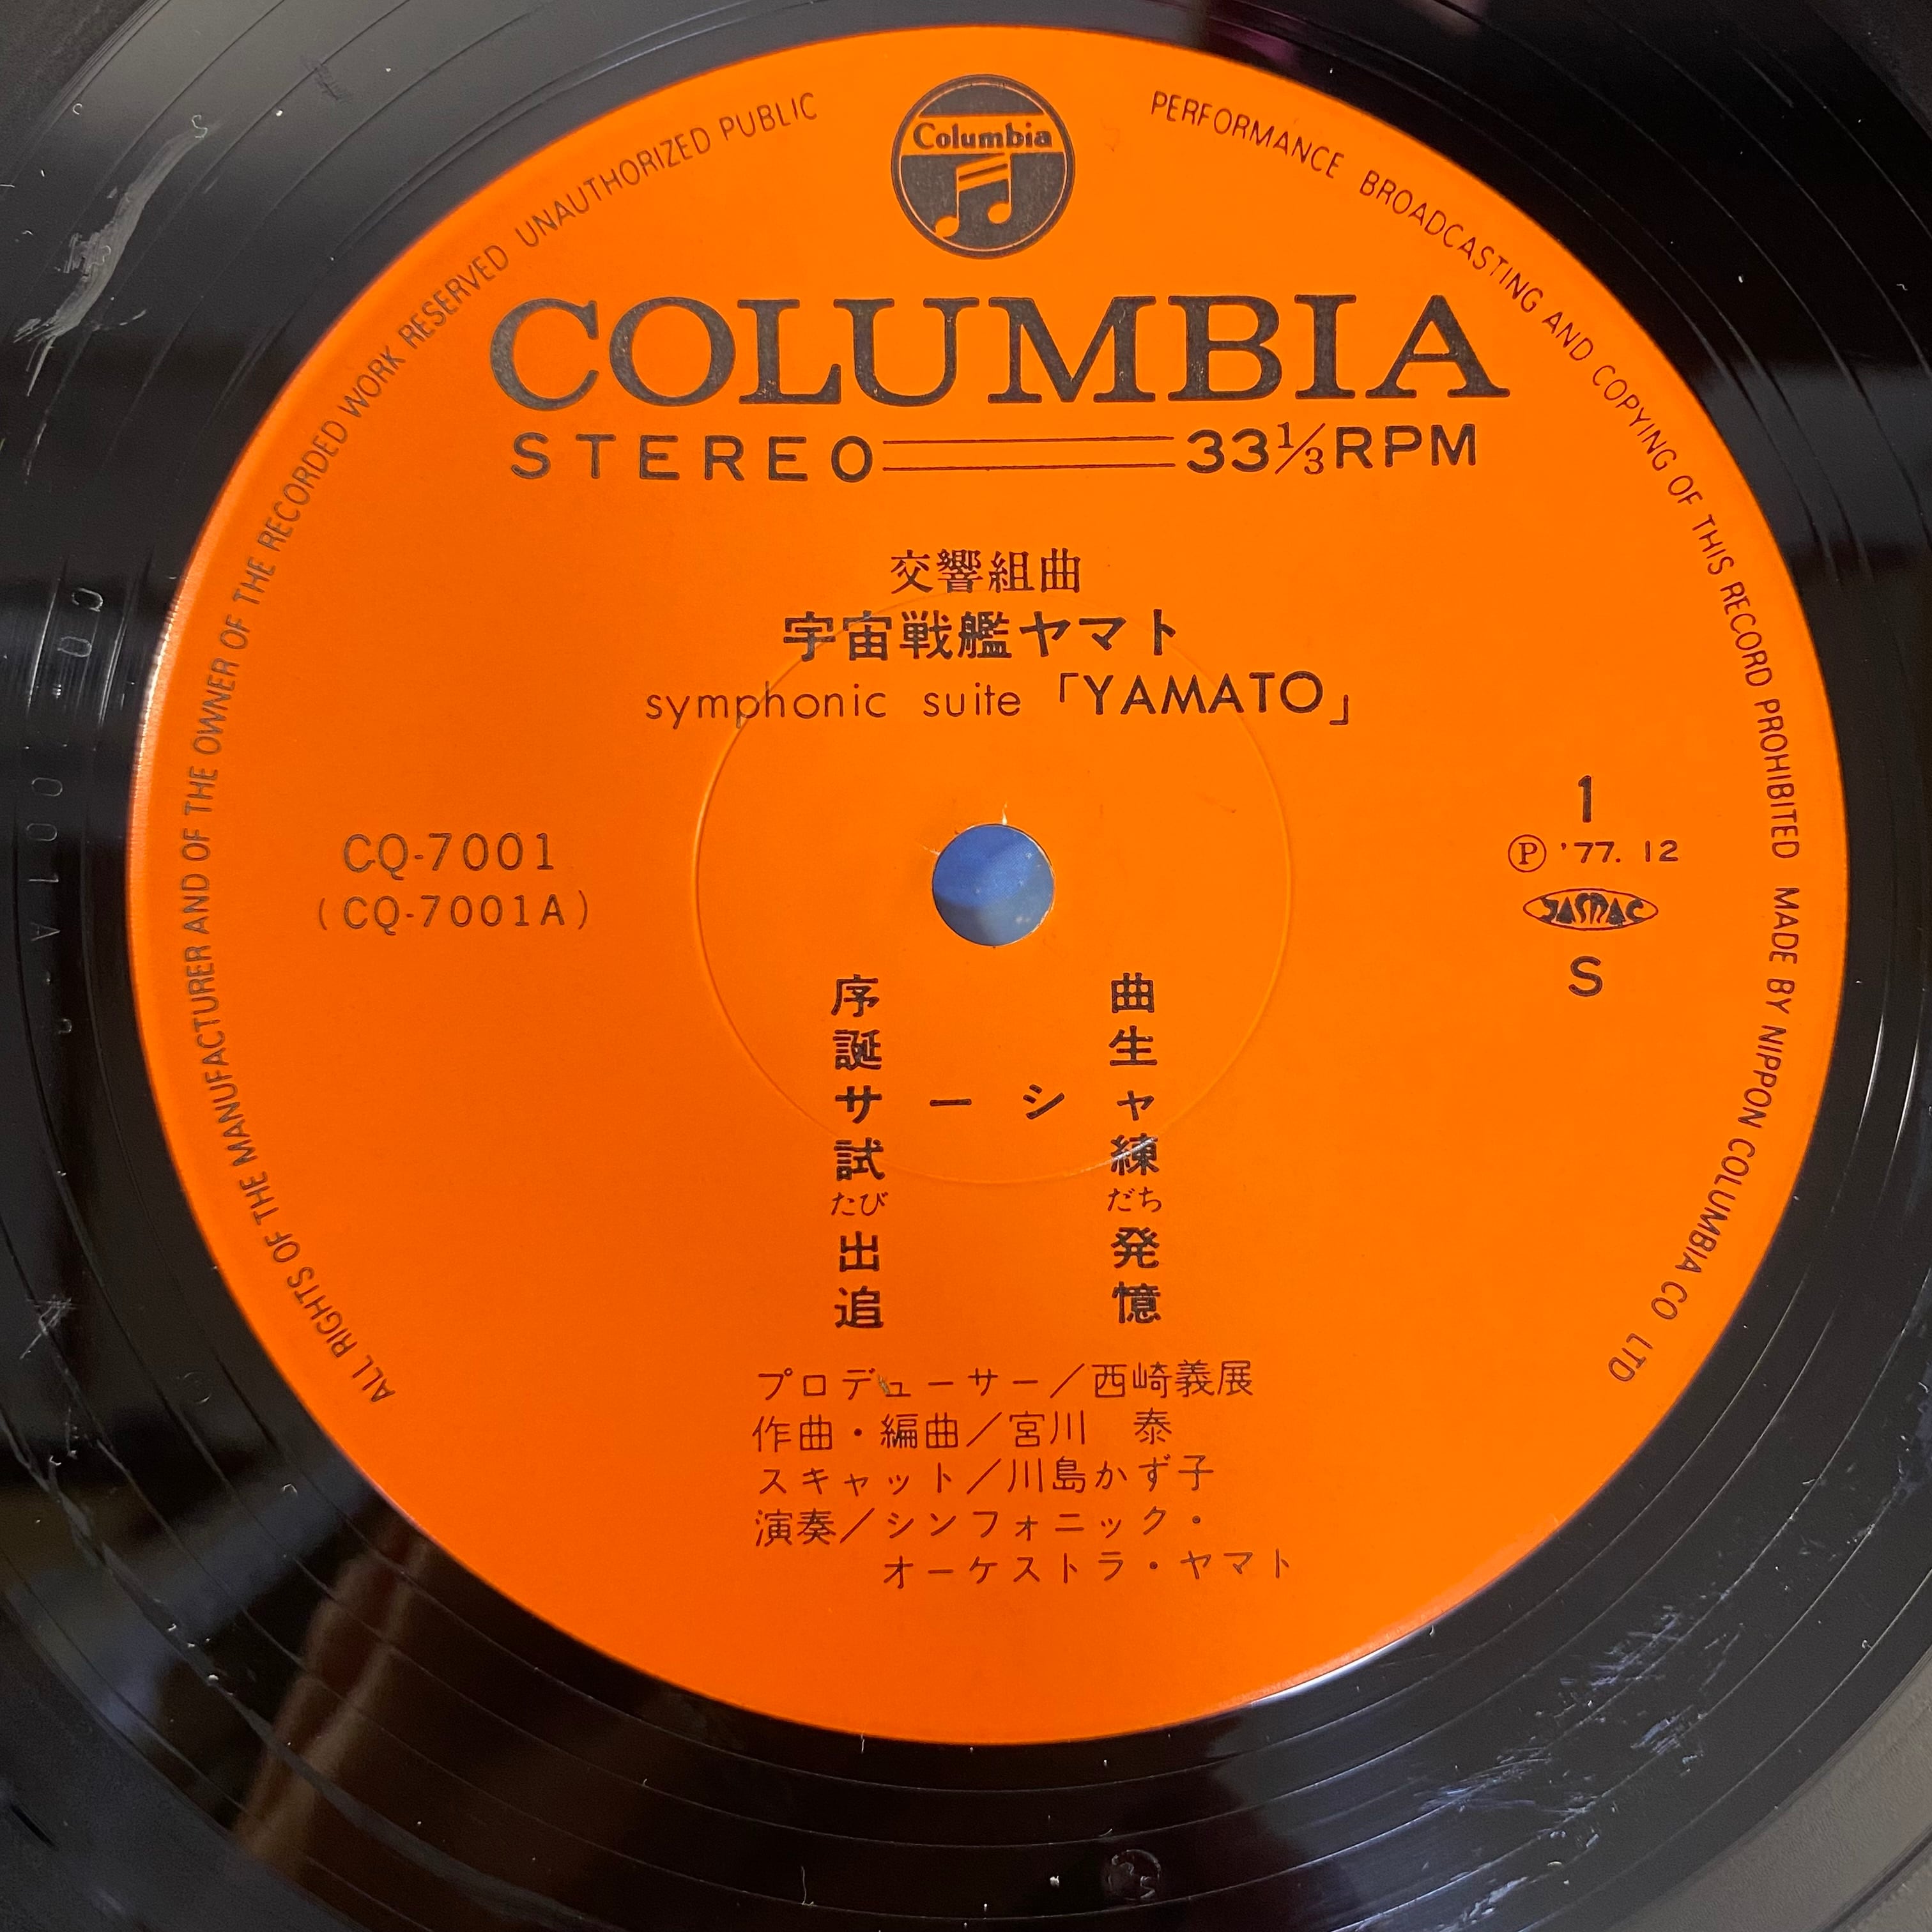 Columbia
ALL RIGHTS OF THE MANUFACTURER AND OF THE OWNER OF THE RECORDED WORK RESERVED UNAUTHORIZED PUBLIC PERFORMANCE BROADCASTING AND COPYING OF THIS RECORD PROHIBITED MADE BY NIPPON COLUMBIA CO LTD
COLUMBIA
STEREO 33⅓RPM
交響組曲
宇宙戦艦ヤマト
symphonic suite「YAMATO」
CQ-7001
(CQ-7001A)
1
Ⓟ '77. 12
JASRAC
S
序曲
誕生
サーシャ
試練
たびだち
出発
追憶
プロデューサー／西崎義展
作曲・編曲／宮川 泰
スキャット／川島かず子
演奏／シンフォニック・
オーケストラ・ヤマト